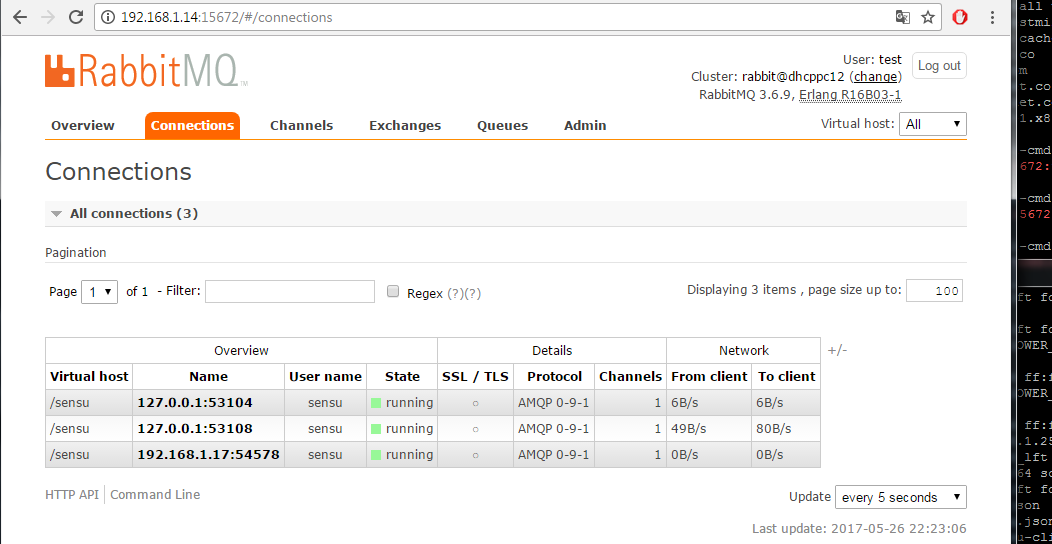 192.168.1.14:15672/#/connections
RabbitMQ™
User: test
Cluster: rabbit@dhcppc12 (change)
RabbitMQ 3.6.9, Erlang R16B03-1
Log out
Overview Connections Channels Exchanges Queues Admin
Virtual host: All
Connections
All connections (3)
Pagination
Page 1 of 1 - Filter: Regex (?)(?)
Displaying 3 items , page size up to: 100
Overview Details Network +/-
Virtual host Name User name State SSL / TLS Protocol Channels From client To client
/sensu 127.0.0.1:53104 sensu running ○ AMQP 0-9-1 1 6B/s 6B/s
/sensu 127.0.0.1:53108 sensu running ○ AMQP 0-9-1 1 49B/s 80B/s
/sensu 192.168.1.17:54578 sensu running ○ AMQP 0-9-1 1 0B/s 0B/s
HTTP API Command Line
Update every 5 seconds
Last update: 2017-05-26 22:23:06
all
stmi
cach
co
m
t.co
et.c
1.x8
-cmd
672:
-cmd
5672
-cmd
ft fo
ft fo
OWER_
ff:f
OWER_
ff:f
.1.25
_lft
64 sc
ft fo
son
.json
u-cli